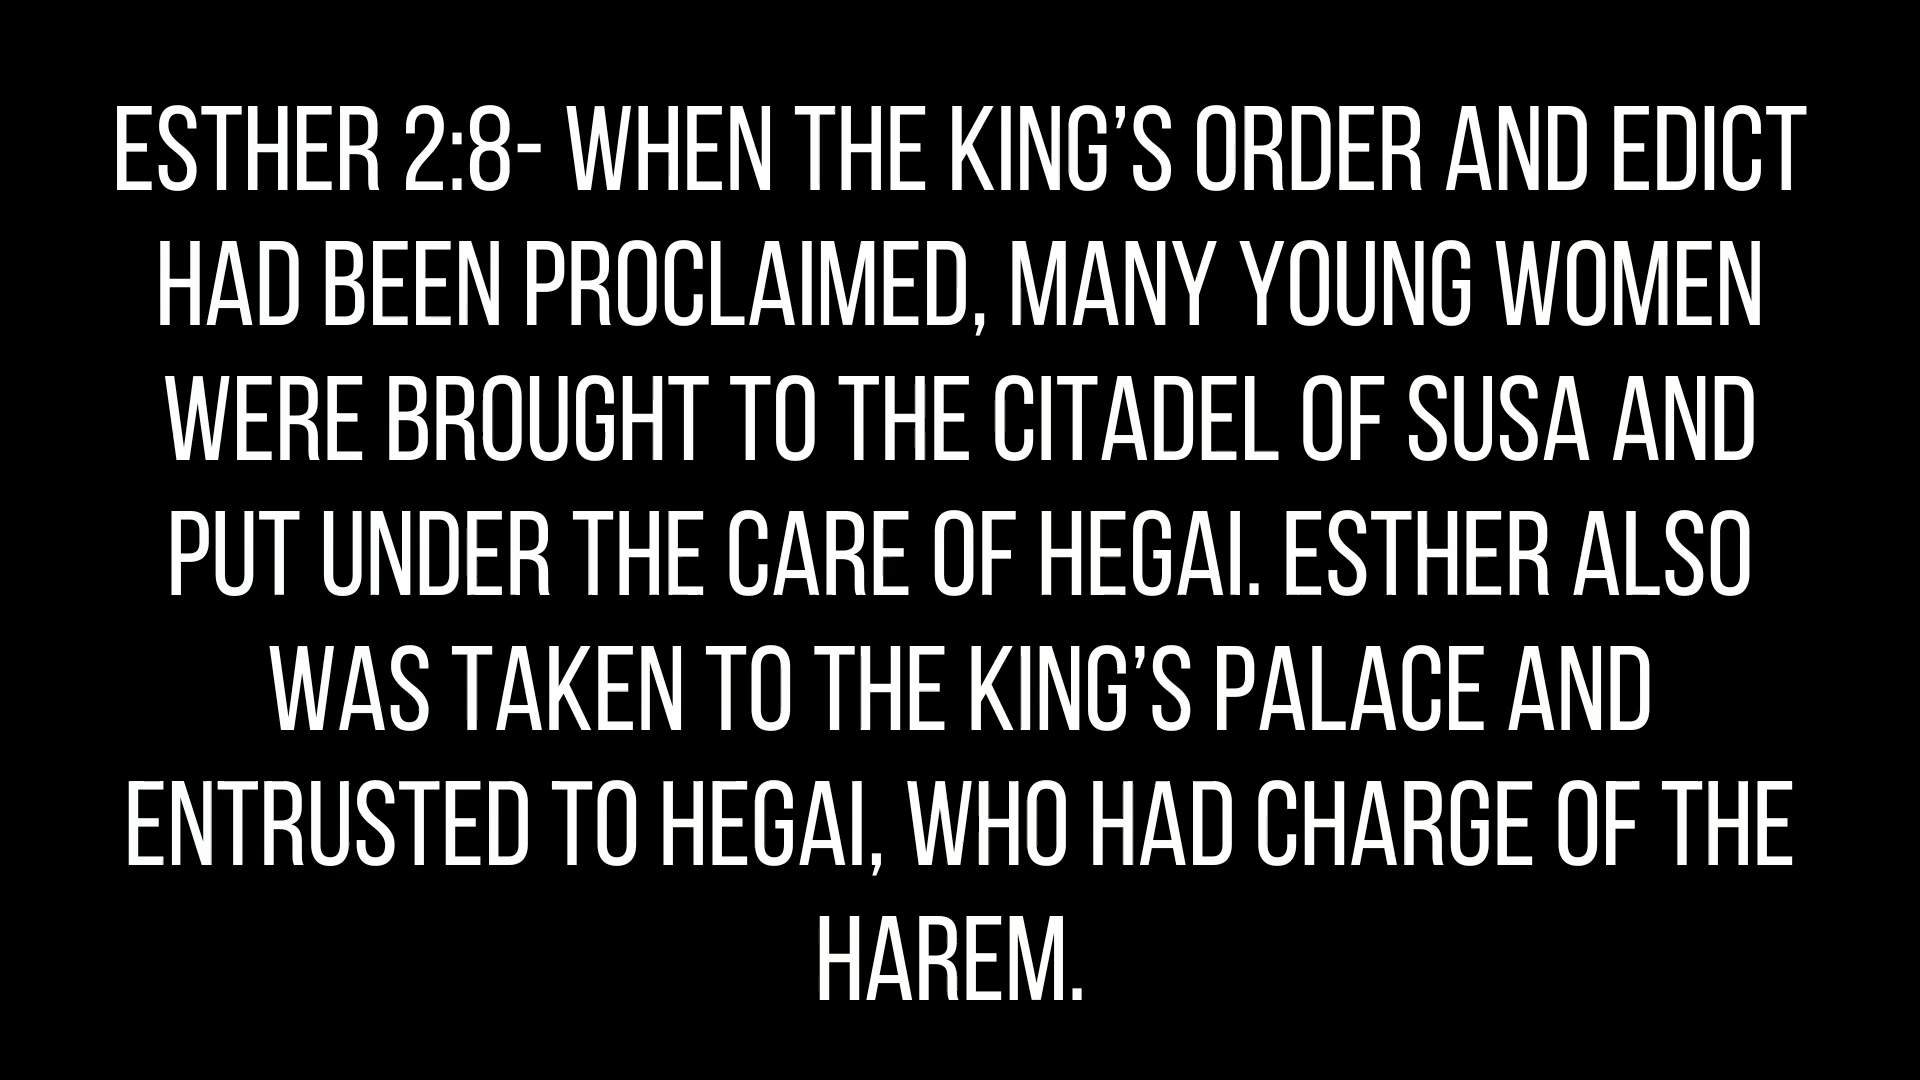 ESTHER 2:8- WHEN THE KING’S ORDER AND EDICT
HAD BEEN PROCLAIMED, MANY YOUNG WOMEN
WERE BROUGHT TO THE CITADEL OF SUSA AND
PUT UNDER THE CARE OF HEGAI. ESTHER ALSO
WAS TAKEN TO THE KING’S PALACE AND
ENTRUSTED TO HEGAI, WHO HAD CHARGE OF THE
HAREM.